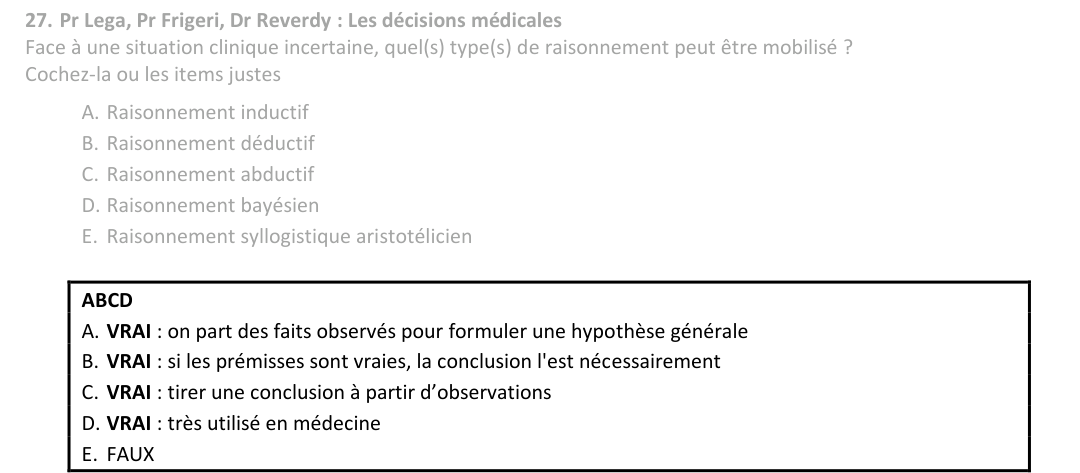 27. Pr Lega, Pr Frigeri, Dr Reverdy : Les décisions médicales
Face à une situation clinique incertaine, quel(s) type(s) de raisonnement peut être mobilisé ?
Cochez-la ou les items justes
A. Raisonnement inductif
B. Raisonnement déductif
C. Raisonnement abductif
D. Raisonnement bayésien
E. Raisonnement syllogistique aristotélicien
ABCD
A. VRAI : on part des faits observés pour formuler une hypothèse générale
B. VRAI : si les prémisses sont vraies, la conclusion l'est nécessairement
C. VRAI : tirer une conclusion à partir d’observations
D. VRAI : très utilisé en médecine
E. FAUX